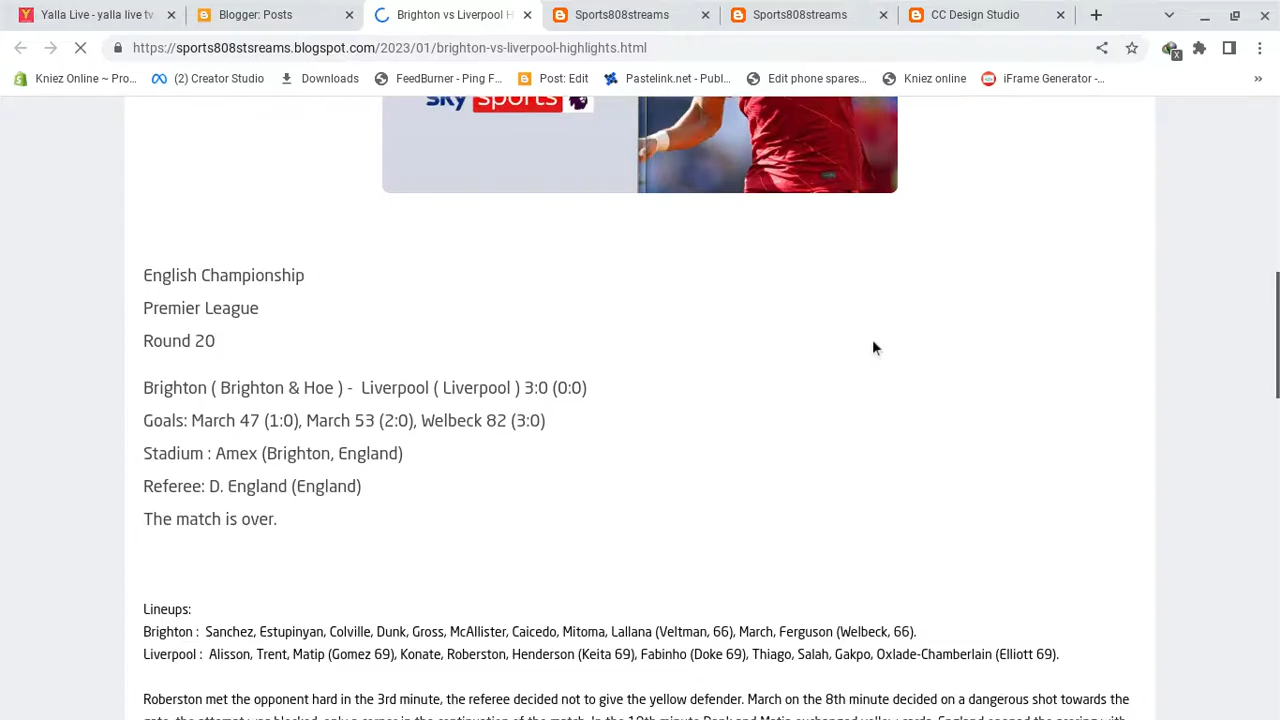 Yalla Live - yalla live tv
Blogger: Posts
Brighton vs Liverpool H
Sports808streams
Sports808streams
CC Design Studio
https://sports808ststreams.blogspot.com/2023/01/brighton-vs-liverpool-highlights.html
Kniez Online ~ Pro...
(2) Creator Studio
Downloads
FeedBurner - Ping F...
Post: Edit
Pastelink.net - Publ...
Edit phone spares...
Kniez online
iFrame Generator -...
sky sports
English Championship
Premier League
Round 20
Brighton ( Brighton & Hoe ) - Liverpool ( Liverpool ) 3:0 (0:0)
Goals: March 47 (1:0), March 53 (2:0), Welbeck 82 (3:0)
Stadium : Amex (Brighton, England)
Referee: D. England (England)
The match is over.
Lineups:
Brighton : Sanchez, Estupinyan, Colville, Dunk, Gross, McAllister, Caicedo, Mitoma, Lallana (Veltman, 66), March, Ferguson (Welbeck, 66).
Liverpool : Alisson, Trent, Matip (Gomez 69), Konate, Roberston, Henderson (Keita 69), Fabinho (Doke 69), Thiago, Salah, Gakpo, Oxlade-Chamberlain (Elliott 69).
Roberston met the opponent hard in the 3rd minute, the referee decided not to give the yellow defender. March on the 8th minute decided on a dangerous shot towards the